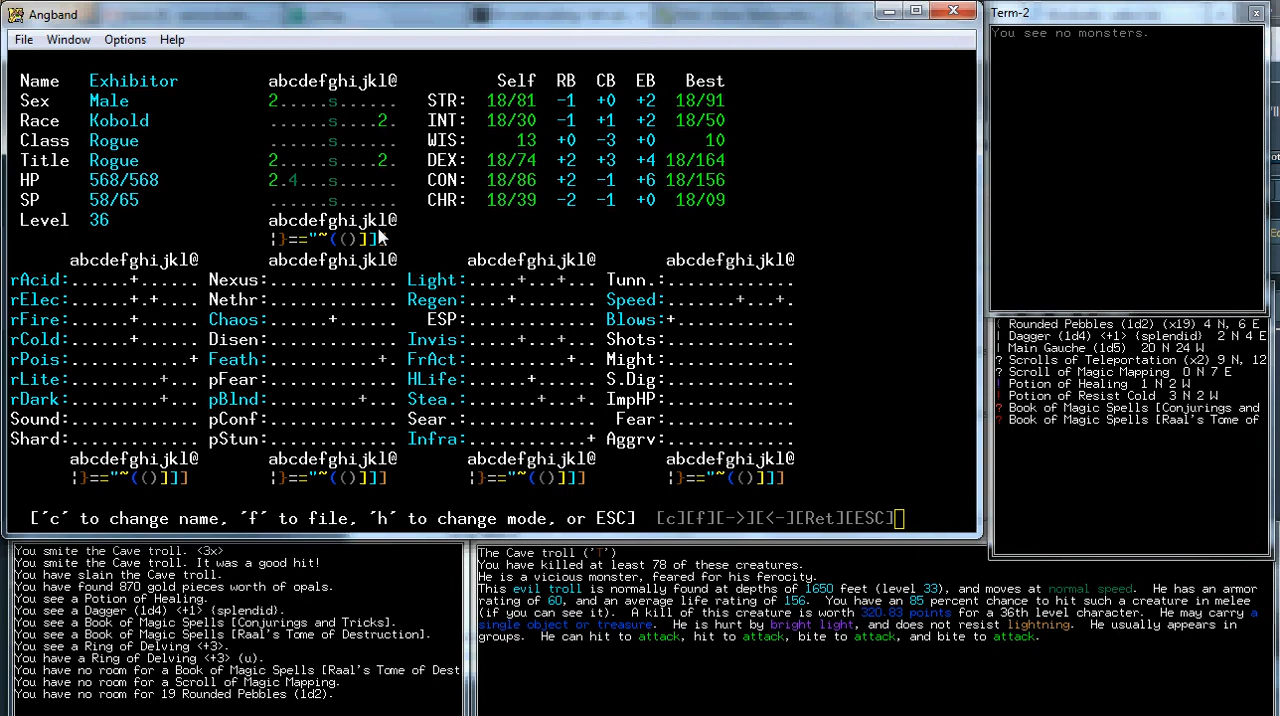 Angband
File Window Options Help
Name Exhibitor abcdefghijkl@ Self RB CB EB Best
Sex Male 2.....s...... STR: 18/81 -1 +0 +2 18/91
Race Kobold ......s....2. INT: 18/30 -1 +1 +2 18/50
Class Rogue ......s...... WIS: 13 +0 -3 +0 10
Title Rogue 2.....s....2. DEX: 18/74 +2 +3 +4 18/164
HP 568/568 2.4...s...... CON: 18/86 +2 -1 +6 18/156
SP 58/65 ......s...... CHR: 18/39 -2 -1 +0 18/09
Level 36 abcdefghijkl@
¦}=="~(()]]]
abcdefghijkl@ abcdefghijkl@ abcdefghijkl@ abcdefghijkl@
rAcid:......+...... Nexus:............. Light:.....+...+... Tunn.:.............
rElec:......+.+.... Nethr:............. Regen:....+........ Speed:.......+...+.
rFire:......+...... Chaos:......+...... ESP:............. Blows:+............
rCold:......+...... Disen:............. Invis:.....+...+... Shots:.............
rPois:............+ Feath:...........+. FrAct:..........+.. Might:.............
rLite:.........+... pFear:............. HLife:......+...... S.Dig:.............
rDark:.........+... pBlnd:.........+... Stea.:.......+...+. ImpHP:.............
Sound:............. pConf:............. Sear.:............. Fear:.............
Shard:............. pStun:............. Infra:............+ Aggrv:.............
abcdefghijkl@ abcdefghijkl@ abcdefghijkl@ abcdefghijkl@
¦}=="~(()]]] ¦}=="~(()]]] ¦}=="~(()]]] ¦}=="~(()]]]
['c' to change name, 'f' to file, 'h' to change mode, or ESC] [c][f][->][<-][Ret][ESC]
Term-2
You see no monsters.
{ Rounded Pebbles (1d2) (x19) 4 N, 6 E
| Dagger (1d4) <+1> {splendid} 2 N 4 E
| Main Gauche (1d5) 20 N 24 W
? Scrolls of Teleportation (x2) 9 N, 12
? Scroll of Magic Mapping 0 N 7 E
! Potion of Healing 1 N 2 W
! Potion of Resist Cold 3 N 2 W
? Book of Magic Spells [Conjurings and
? Book of Magic Spells [Raal's Tome of
You smite the Cave troll. <3x>
You smite the Cave troll. It was a good hit!
You have slain the Cave troll.
You have found 870 gold pieces worth of opals.
You see a Potion of Healing.
You see a Dagger (1d4) <+1> {splendid}.
You see a Book of Magic Spells [Conjurings and Tricks].
You see a Book of Magic Spells [Raal's Tome of Destruction].
You see a Ring of Delving <+3>.
You have a Ring of Delving <+3> (u).
You have no room for a Book of Magic Spells [Raal's Tome of Dest
You have no room for a Scroll of Magic Mapping.
You have no room for 19 Rounded Pebbles (1d2).
The Cave troll ('T')
You have killed at least 78 of these creatures.
He is a vicious monster, feared for his ferocity.
This evil troll is normally found at depths of 1650 feet (level 33), and moves at normal speed. He has an armor
rating of 60, and an average life rating of 156. You have an 85 percent chance to hit such a creature in melee
(if you can see it). A kill of this creature is worth 320.83 points for a 36th level character. He may carry a
single object or treasure. He is hurt by bright light, and does not resist lightning. He usually appears in
groups. He can hit to attack, hit to attack, bite to attack, and bite to attack.